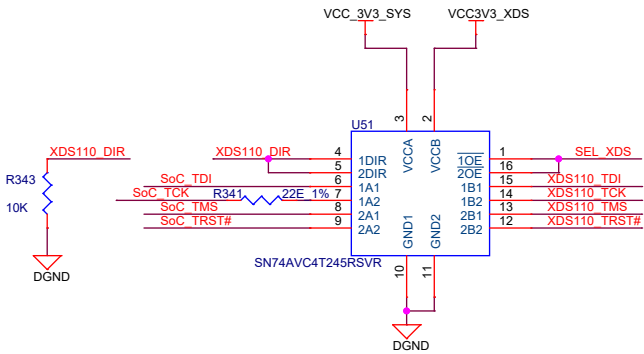 VCC_3V3_SYS VCC3V3_XDS
3 2
U51
VCCA VCCB
XDS110_DIR XDS110_DIR 4 1DIR 1OE 1 SEL_XDS
5 2DIR 2OE 16
R343 SoC_TDI 6 1A1 1B1 15 XDS110_TDI
SoC_TCK R341 22E_1% 7 1A2 1B2 14 XDS110_TCK
10K SoC_TMS 8 2A1 2B1 13 XDS110_TMS
SoC_TRST# 9 2A2 2B2 12 XDS110_TRST#
GND1 GND2
SN74AVC4T245RSVR
DGND 10 11
DGND